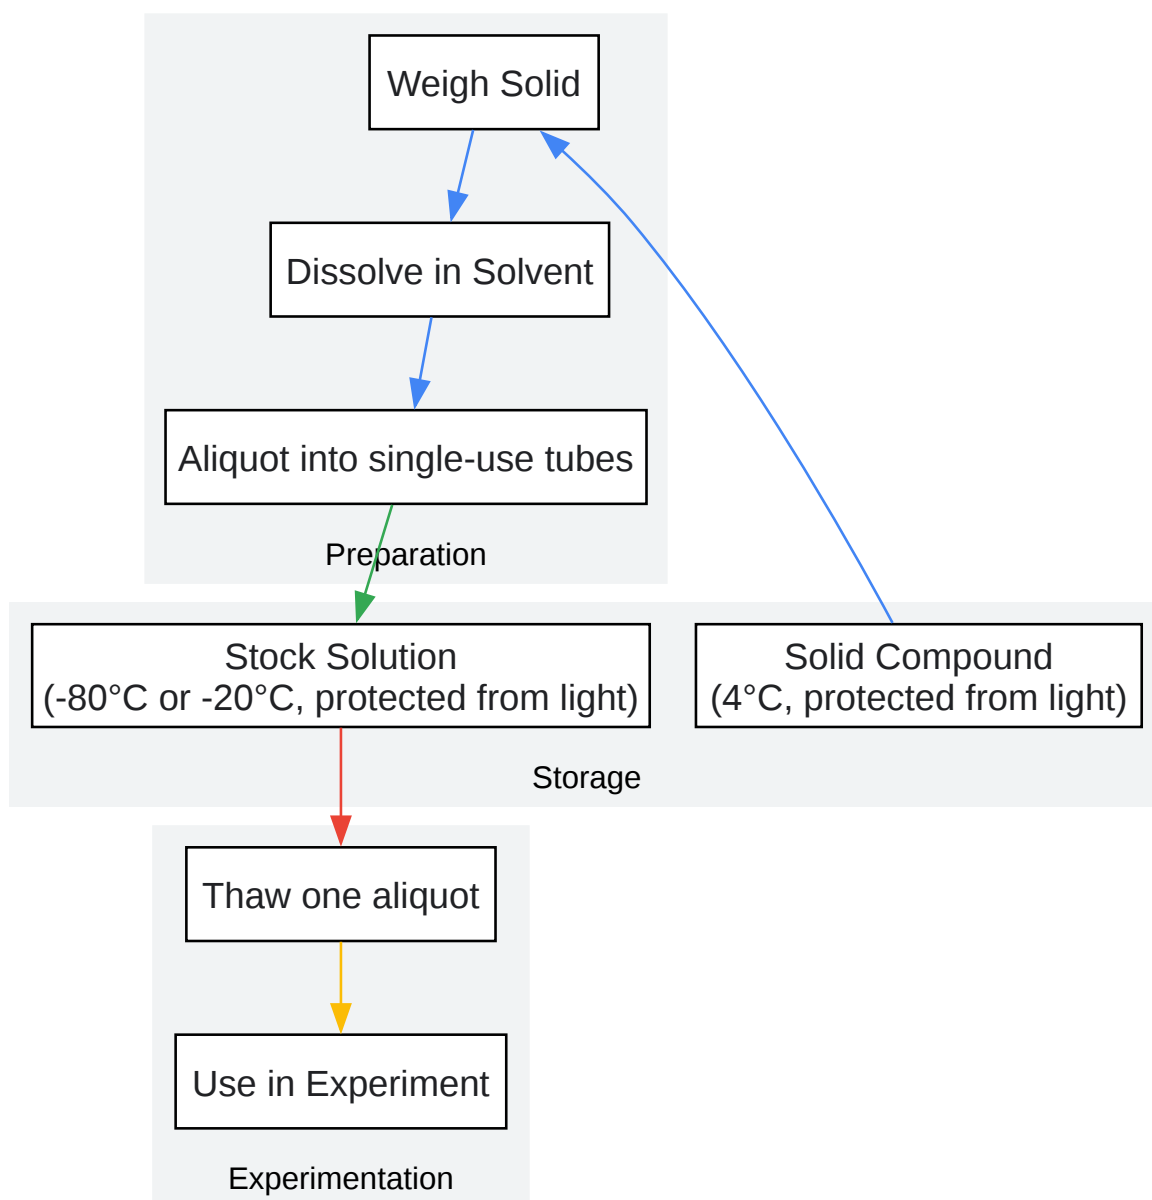 Weigh Solid
Dissolve in Solvent
Aliquot into single-use tubes
Preparation
Stock Solution
(-80°C or -20°C, protected from light)
Solid Compound
(4°C, protected from light)
Storage
Thaw one aliquot
Use in Experiment
Experimentation